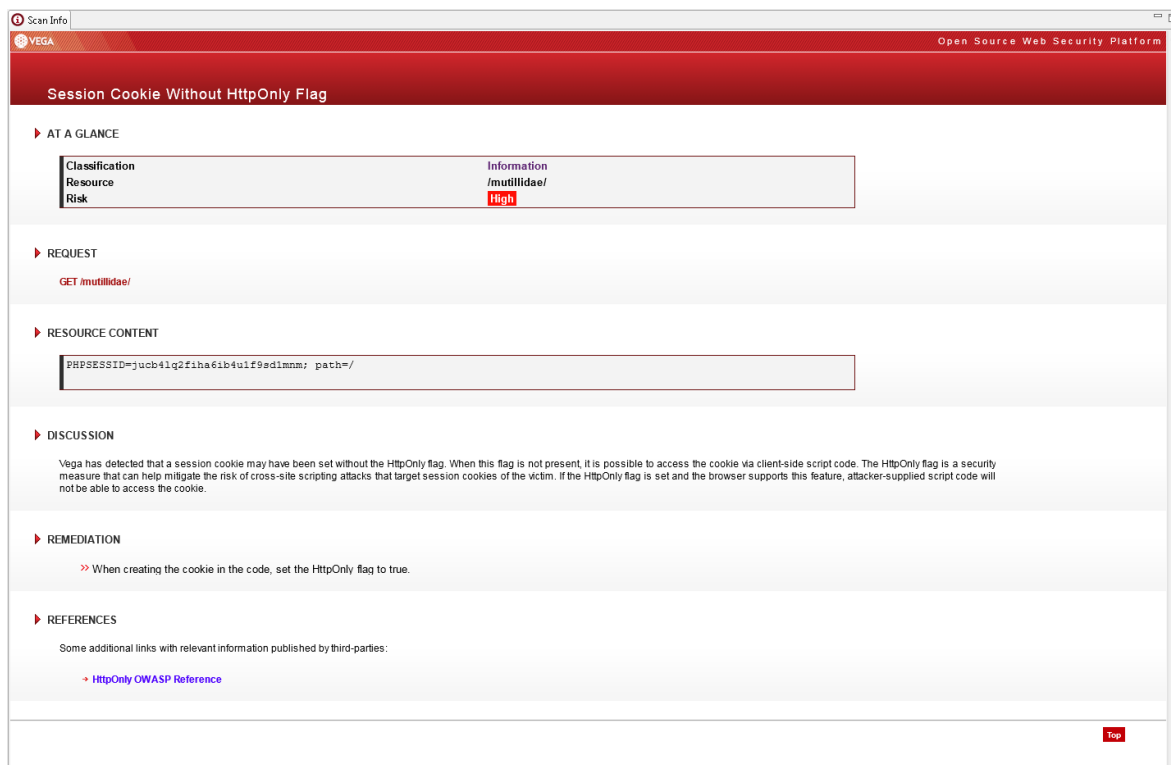 Scan Info
VEGA
Open Source Web Security Platform
Session Cookie Without HttpOnly Flag
AT A GLANCE
Classification Information
Resource /mutillidae/
Risk High
REQUEST
GET /mutillidae/
RESOURCE CONTENT
PHPSESSID=jucb4lq2fiha6ib4u1f9sd1mnm; path=/
DISCUSSION
Vega has detected that a session cookie may have been set without the HttpOnly flag. When this flag is not present, it is possible to access the cookie via client-side script code. The HttpOnly flag is a security
measure that can help mitigate the risk of cross-site scripting attacks that target session cookies of the victim. If the HttpOnly flag is set and the browser supports this feature, attacker-supplied script code will
not be able to access the cookie.
REMEDIATION
>> When creating the cookie in the code, set the HttpOnly flag to true.
REFERENCES
Some additional links with relevant information published by third-parties:
HttpOnly OWASP Reference
Top